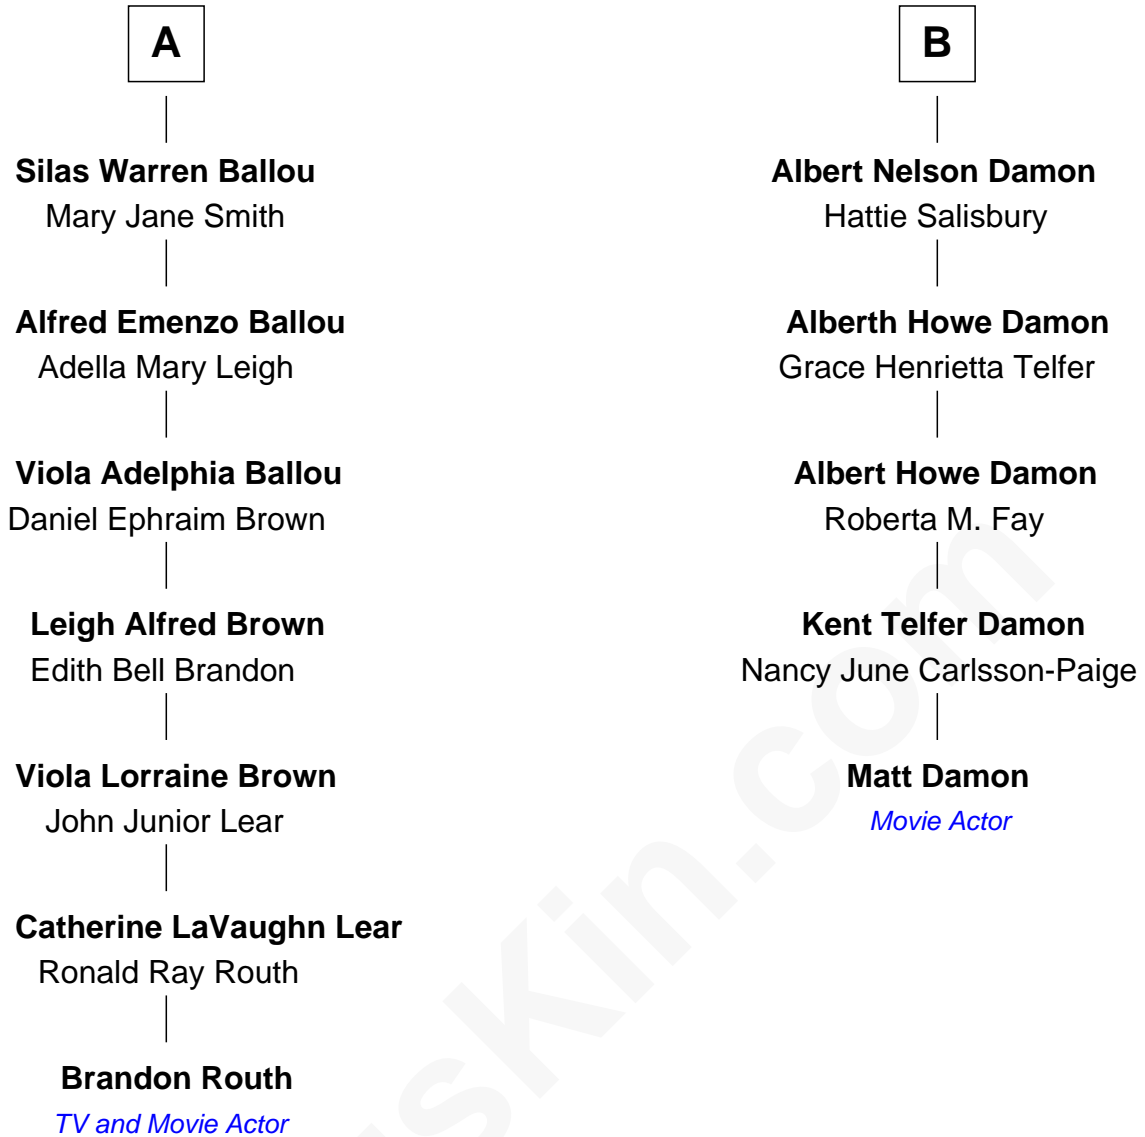 A
Silas Warren Ballou
Mary Jane Smith
Alfred Emenzo Ballou
Adella Mary Leigh
Viola Adelphia Ballou
Daniel Ephraim Brown
Leigh Alfred Brown
Edith Bell Brandon
Viola Lorraine Brown
John Junior Lear
Catherine LaVaughn Lear
Ronald Ray Routh
Brandon Routh
TV and Movie Actor
B
Albert Nelson Damon
Hattie Salisbury
Alberth Howe Damon
Grace Henrietta Telfer
Albert Howe Damon
Roberta M. Fay
Kent Telfer Damon
Nancy June Carlsson-Paige
Matt Damon
Movie Actor
sKin.com